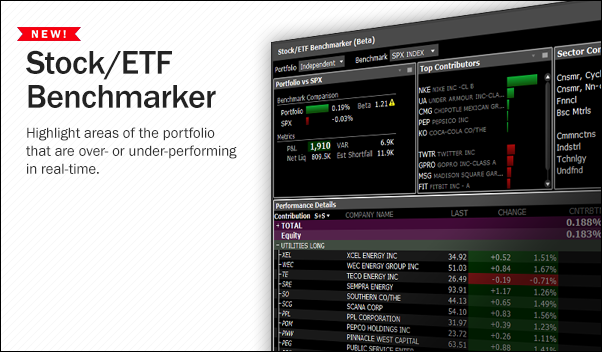 NEW!
Stock/ETF
Benchmarker
Highlight areas of the portfolio
that are over- or under-performing
in real-time.
Stock/ETF Benchmarker (Beta)
Portfolio Independent Benchmark SPX INDEX
Portfolio vs SPX
Benchmark Comparison
Portfolio 0.19% Beta 1.21
SPX -0.03%
Metrics
P&L 1,910 VAR 6.9K
Net Liq 809.5K Est Shortfall 11.9K
Top Contributors
NKE NIKE INC -CL B
UA UNDER ARMOUR INC-CLA...
CMG CHIPOTLE MEXICAN GR...
PEP PEPSICO INC
KO COCA-COLA CO/THE
TWTR TWITTER INC
GPRO GOPRO INC-CLASS A
MSG MADISON SQUARE GAR...
FIT FITBIT INC - A
Sector Con
Cnsmr, Cycl
Cnsmr, Nn-
Fnncl
Bsc Mtrls
Cmmnctns
Indstrl
Tchnlgy
Undfnd
Performance Details
Contribution S+S COMPANY NAME LAST CHANGE CNTRBT
TOTAL 0.188%
Equity 0.183%
UTILITIES LONG
XEL XCEL ENERGY INC 34.92 +0.52 1.51%
WEC WEC ENERGY GROUP INC 51.03 +0.84 1.67%
TE TECO ENERGY INC 26.49 -0.19 -0.71%
SRE SEMPRA ENERGY 93.91 +1.17 1.26%
SO SOUTHERN CO/THE 44.13 +0.65 1.49%
SCG SCANA CORP 54.10 +0.83 1.56%
PPL PPL CORPORATION 31.97 +0.39 1.23%
POM PEPCO HOLDINGS INC 23.72 +0.26 1.11%
PNW PINNACLE WEST CAPITAL 61.51 +0.88
PEG PUBLIC SERVICE ENTER